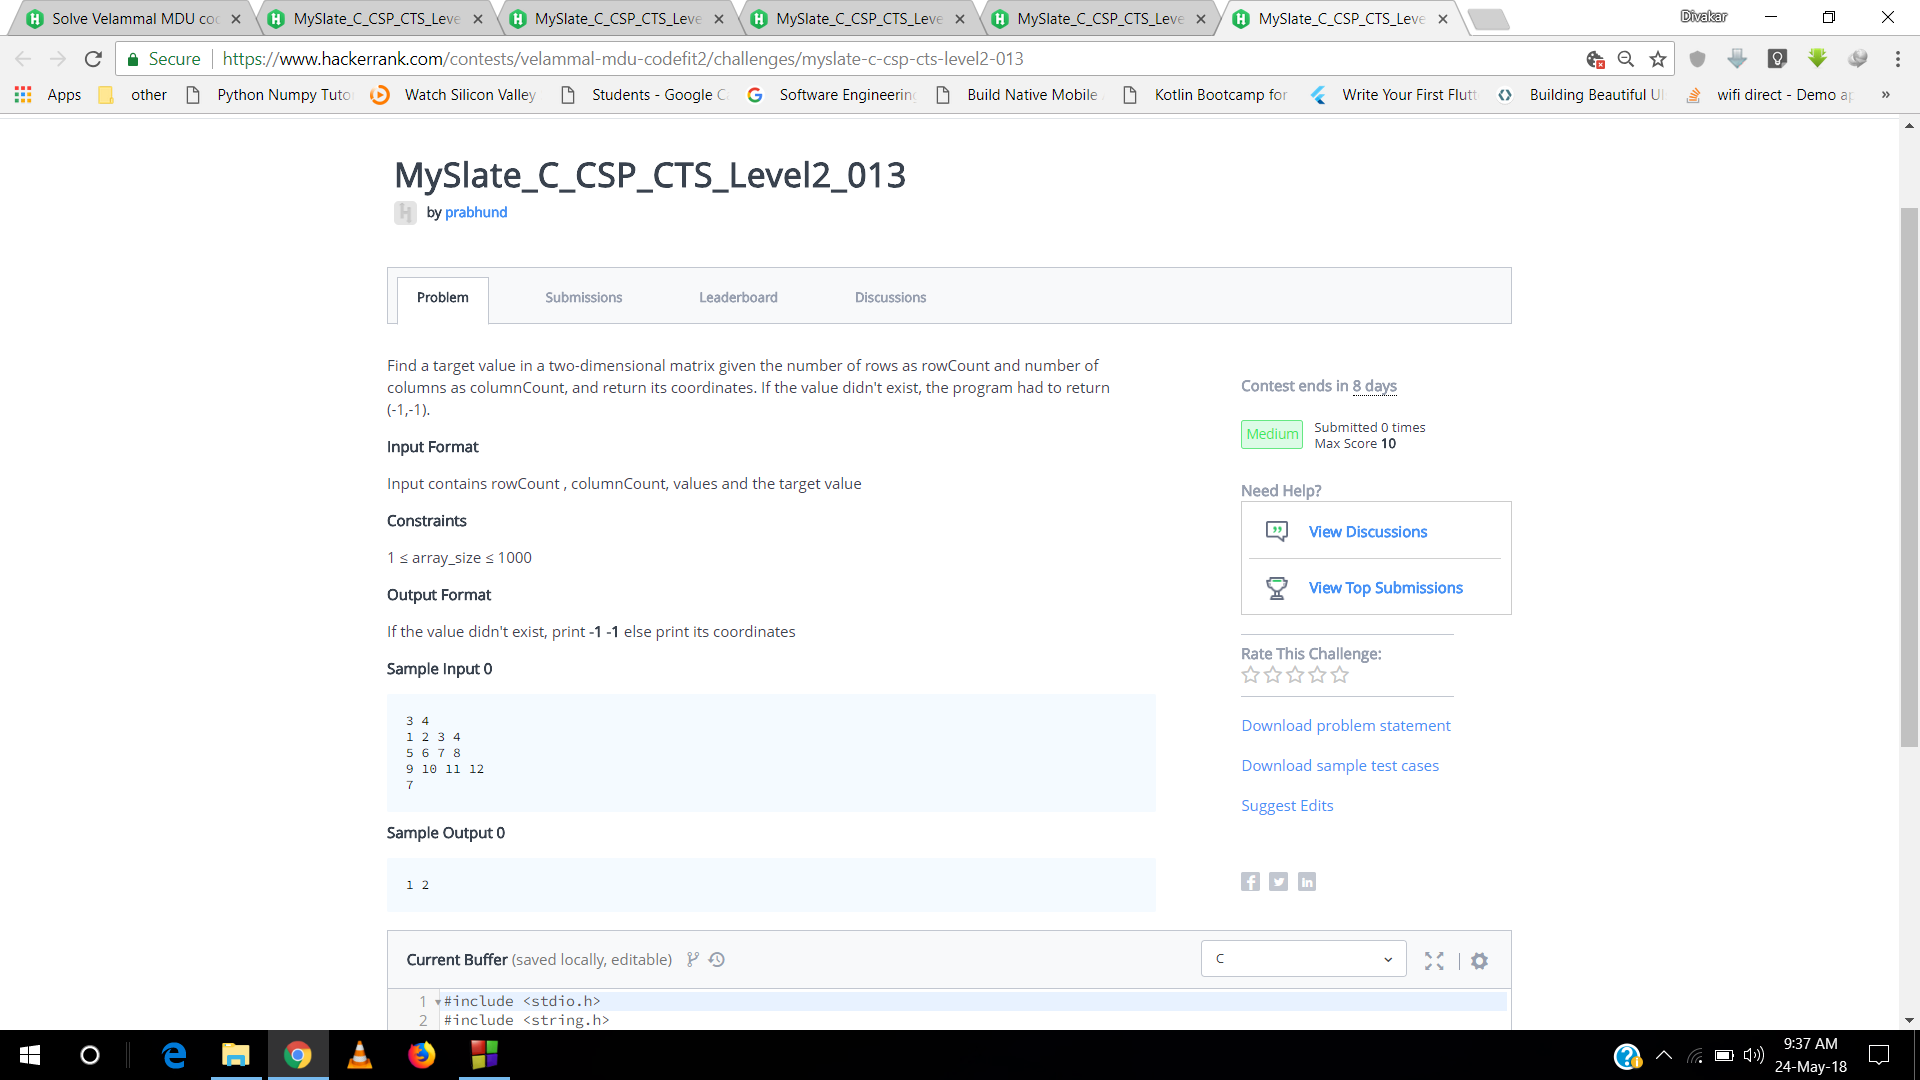 Solve Velammal MDU co
MySlate_C_CSP_CTS_Leve
MySlate_C_CSP_CTS_Leve
MySlate_C_CSP_CTS_Leve
MySlate_C_CSP_CTS_Leve
MySlate_C_CSP_CTS_Leve
Divakar
Secure
https://www.hackerrank.com/contests/velammal-mdu-codefit2/challenges/myslate-c-csp-cts-level2-013
Apps
other
Python Numpy Tuto
Watch Silicon Valley
Students - Google C
Software Engineering
Build Native Mobile
Kotlin Bootcamp for
Write Your First Flutt
Building Beautiful UI
wifi direct - Demo ap
»
MySlate_C_CSP_CTS_Level2_013
by prabhund
Problem
Submissions
Leaderboard
Discussions
Find a target value in a two-dimensional matrix given the number of rows as rowCount and number of
columns as columnCount, and return its coordinates. If the value didn't exist, the program had to return
(-1,-1).
Input Format
Input contains rowCount , columnCount, values and the target value
Constraints
1 ≤ array_size ≤ 1000
Output Format
If the value didn't exist, print -1 -1 else print its coordinates
Sample Input 0
3 4
1 2 3 4
5 6 7 8
9 10 11 12
7
Sample Output 0
1 2
Contest ends in 8 days
Medium
Submitted 0 times
Max Score 10
Need Help?
View Discussions
View Top Submissions
Rate This Challenge:
Download problem statement
Download sample test cases
Suggest Edits
Current Buffer (saved locally, editable)
C
1 #include <stdio.h>
2 #include <string.h>
9:37 AM
24-May-18